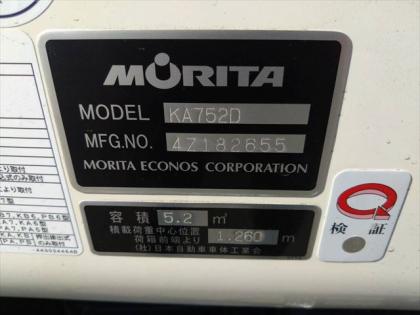 MORITA
MODEL KA752D
MFG.NO. 4Z182655
MORITA ECONOS CORPORATION
容積 5.2 m³
積載荷重中心位置
荷箱前端より 1.260 m
(社)日本自動車車体工業会
検証